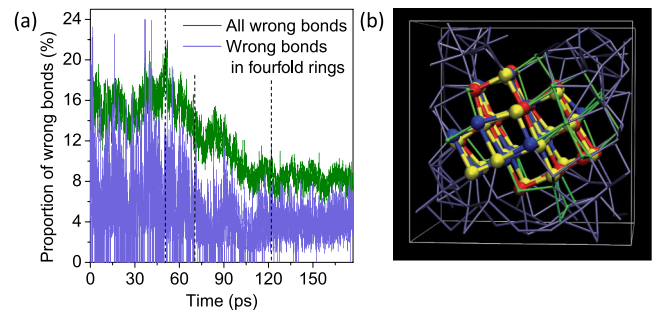 (a)
All wrong bonds
Wrong bonds
in fourfold rings
Proportion of wrong bonds (%)
24
20
16
12
8
4
0
0 30 60 90 120 150
Time (ps)
(b)